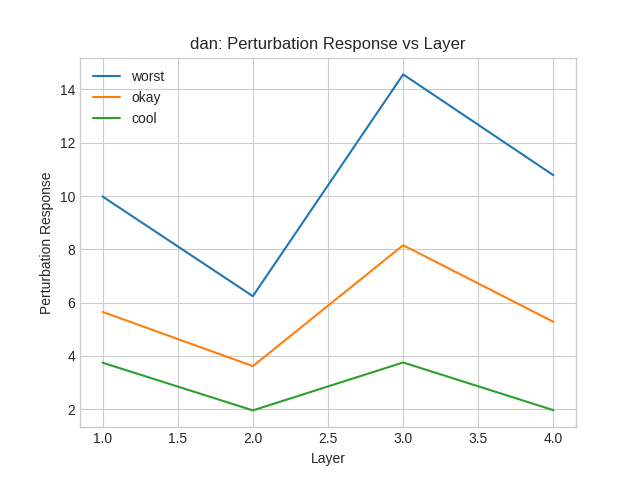 dan: Perturbation Response vs Layer
worst
okay
cool
14
12
10
8
6
4
2
Perturbation Response
1.0 1.5 2.0 2.5 3.0 3.5 4.0
Layer